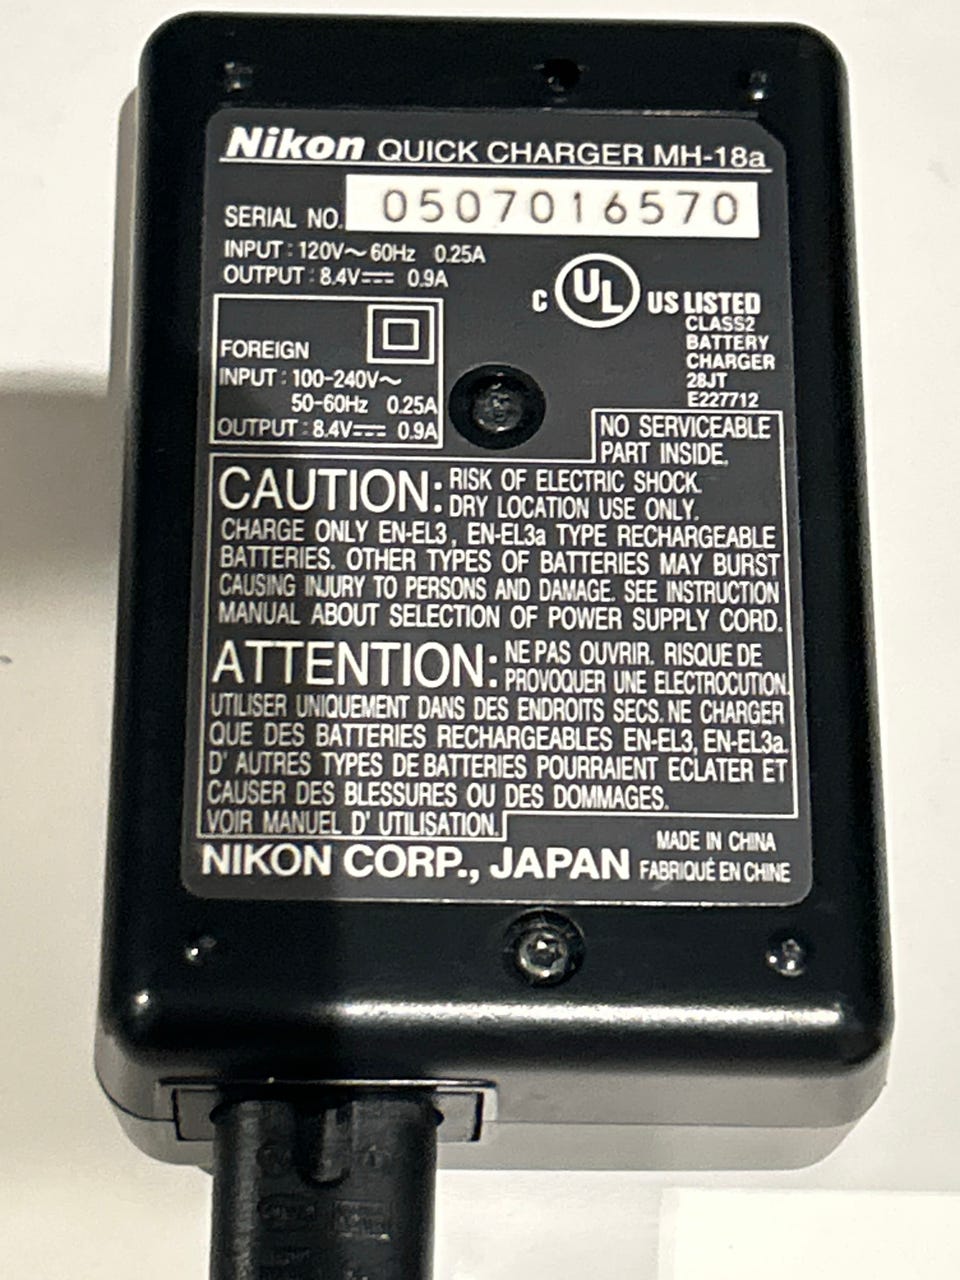 Nikon QUICK CHARGER MH-18a
SERIAL NO. 0507016570
INPUT : 120V～60Hz 0.25A
OUTPUT : 8.4V⎓ 0.9A
C UL US LISTED
CLASS2
BATTERY
CHARGER
28JT
E227712
FOREIGN
INPUT : 100-240V～
50-60Hz 0.25A
OUTPUT : 8.4V⎓ 0.9A
NO SERVICEABLE
PART INSIDE.
CAUTION: RISK OF ELECTRIC SHOCK.
DRY LOCATION USE ONLY.
CHARGE ONLY EN-EL3, EN-EL3a TYPE RECHARGEABLE
BATTERIES. OTHER TYPES OF BATTERIES MAY BURST
CAUSING INJURY TO PERSONS AND DAMAGE. SEE INSTRUCTION
MANUAL ABOUT SELECTION OF POWER SUPPLY CORD.
ATTENTION: NE PAS OUVRIR. RISQUE DE
PROVOQUER UNE ELECTROCUTION.
UTILISER UNIQUEMENT DANS DES ENDROITS SECS. NE CHARGER
QUE DES BATTERIES RECHARGEABLES EN-EL3, EN-EL3a.
D' AUTRES TYPES DE BATTERIES POURRAIENT ECLATER ET
CAUSER DES BLESSURES OU DES DOMMAGES.
VOIR MANUEL D' UTILISATION.
MADE IN CHINA
NIKON CORP., JAPAN FABRIQUÉ EN CHINE